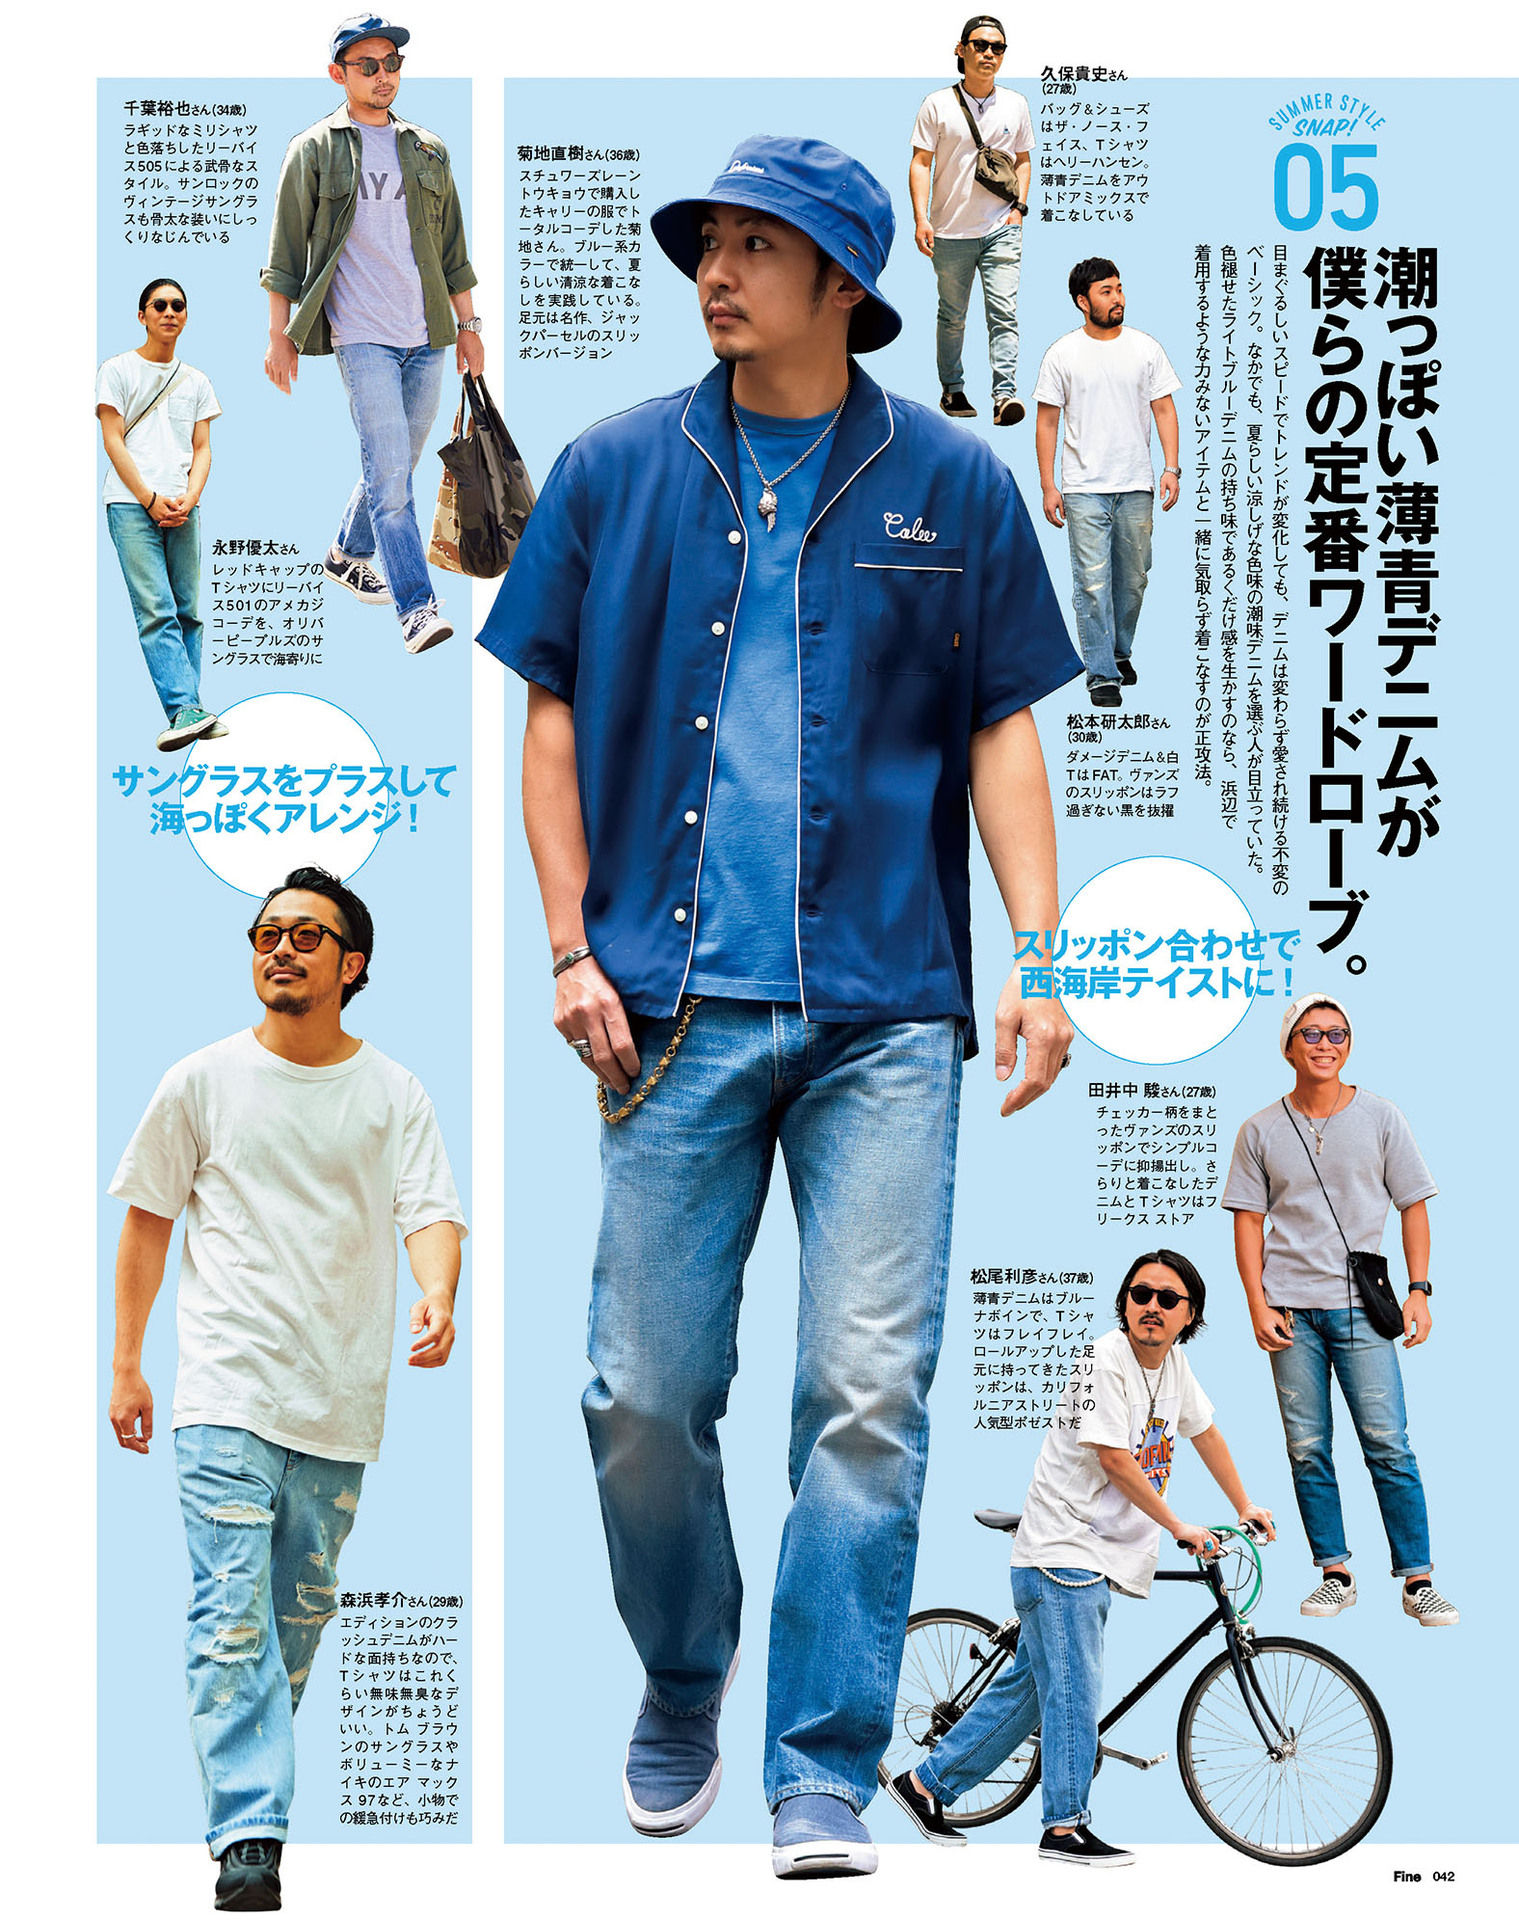 SUMMER STYLE
SNAP!
05
潮っぽい薄青デニムが
僕らの定番ワードローブ。
目まぐるしいスピードでトレンドが変化しても、デニムは変わらず愛され続ける不変の
ベーシック。なかでも、夏らしい涼しげな色味の潮味デニムを選ぶ人が目立っていた。
色褪せたライトブルーデニムの持ち味であるくだけ感を生かすのなら、浜辺で
着用するような力みないアイテムと一緒に気取らず着こなすのが正攻法。
久保貴史さん
(27歳)
バッグ&シューズ
はザ・ノース・フ
ェイス、Tシャツ
はヘリーハンセン。
薄青デニムをアウ
トドアミックスで
着こなしている
松本研太郎さん
(30歳)
ダメージデニム&白
TはFAT。ヴァンズ
のスリッポンはラフ
過ぎない黒を抜擢
スリッポン合わせで
西海岸テイストに!
田井中 駿さん(27歳)
チェッカー柄をまと
ったヴァンズのスリ
ッポンでシンプルコ
ーデに抑揚出し。さ
らりと着こなしたデ
ニムとTシャツはフ
リークス ストア
松尾利彦さん(37歳)
薄青デニムはブルー
ナボインで、Tシャ
ツはフレイフレイ。
ロールアップした足
元に持ってきたスリ
ッポンは、カリフォ
ルニアストリートの
人気型ボゼストだ
菊地直樹さん(36歳)
スチュワーズレーン
トウキョウで購入し
たキャリーの服でト
ータルコーデした菊
地さん。ブルー系カ
ラーで統一して、夏
らしい清涼な着こな
しを実践している。
足元は名作、ジャッ
クパーセルのスリッ
ポンバージョン
Calee
千葉裕也さん(34歳)
ラギッドなミリシャツ
と色落ちしたリーバイ
ス505による武骨なス
タイル。サンロックの
ヴィンテージサングラ
スも骨太な装いにしっ
くりなじんでいる
永野優太さん
レッドキャップの
Tシャツにリーバイ
ス501のアメカジ
コーデを、オリバ
ーピープルズのサ
ングラスで海寄りに
サングラスをプラスして
海っぽくアレンジ!
森浜孝介さん(29歳)
エディションのクラ
ッシュデニムがハー
ドな面持ちなので、
Tシャツはこれく
らい無味無臭なデ
ザインがちょうど
いい。トム ブラウ
ンのサングラスや
ボリューミーなナ
イキのエア マック
ス 97など、小物で
の緩急付けも巧みだ
Fine 042